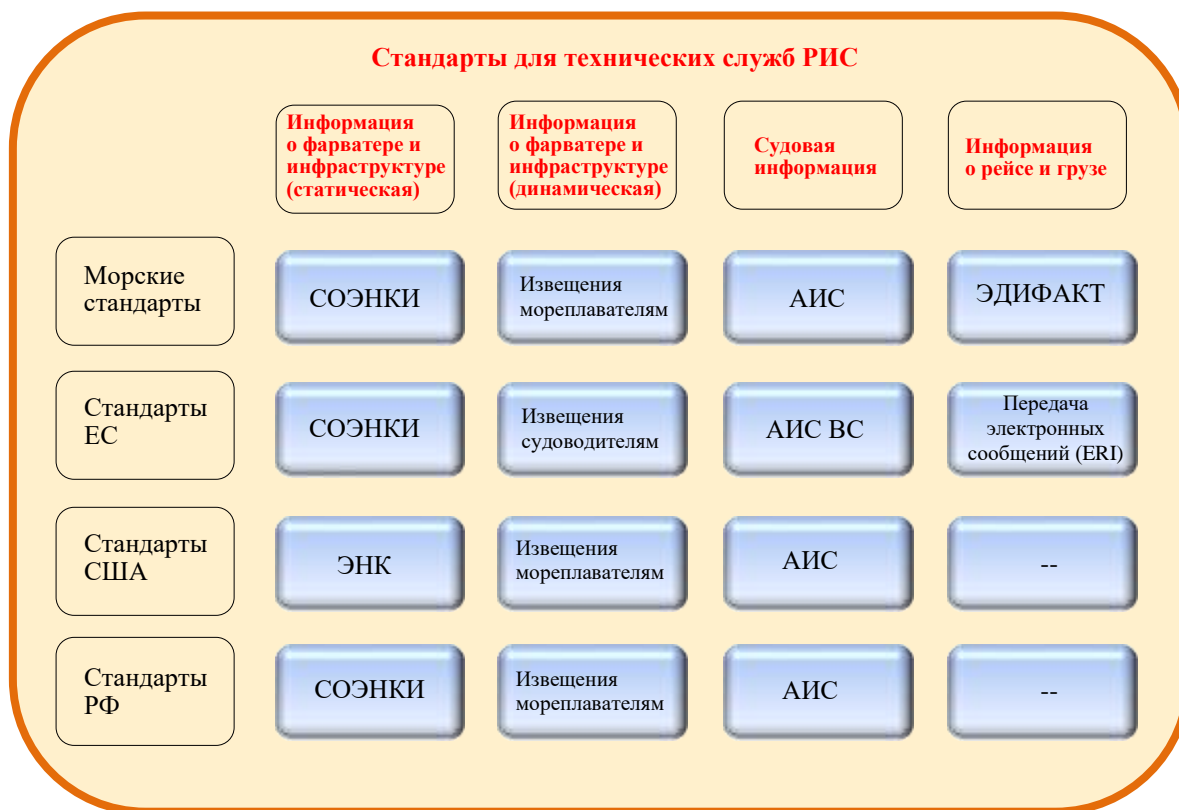 Стандарты для технических служб РИС
Информация
о фарватере и
инфраструктуре
(статическая)
Информация
о фарватере и
инфраструктуре
(динамическая)
Судовая
информация
Информация
о рейсе и грузе
Морские
стандарты
СОЭНКИ
Извещения
мореплавателям
АИС
ЭДИФАКТ
Стандарты
ЕС
СОЭНКИ
Извещения
судоводителям
АИС ВС
Передача
электронных
сообщений (ERI)
Стандарты
США
ЭНК
Извещения
мореплавателям
АИС
--
Стандарты
РФ
СОЭНКИ
Извещения
мореплавателям
АИС
--